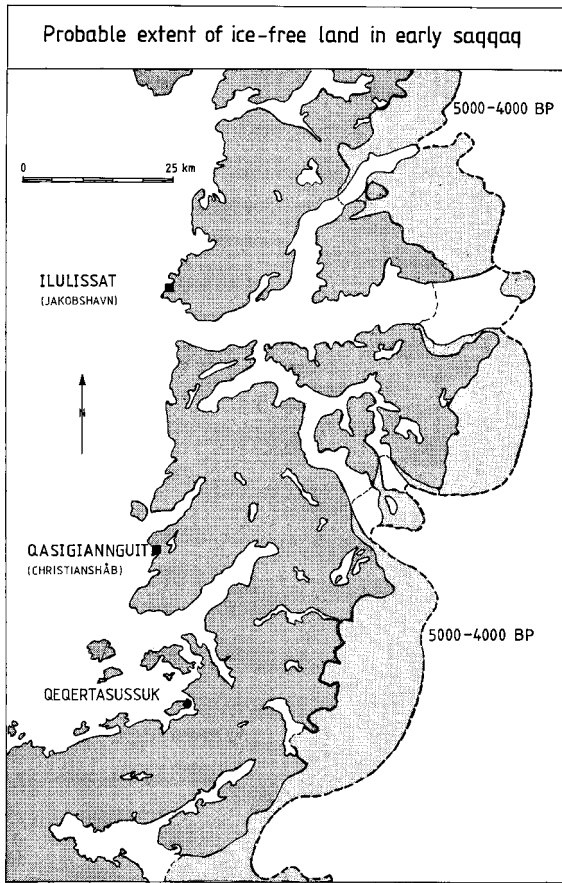 Probable extent of ice-free land in early saqqaq
5000-4000 BP
0 25 km
ILULISSAT
(JAKOBSHAVN)
N
QASIGIANNGUIT
(CHRISTIANSHÅB)
5000-4000 BP
QEQERTASUSSUK